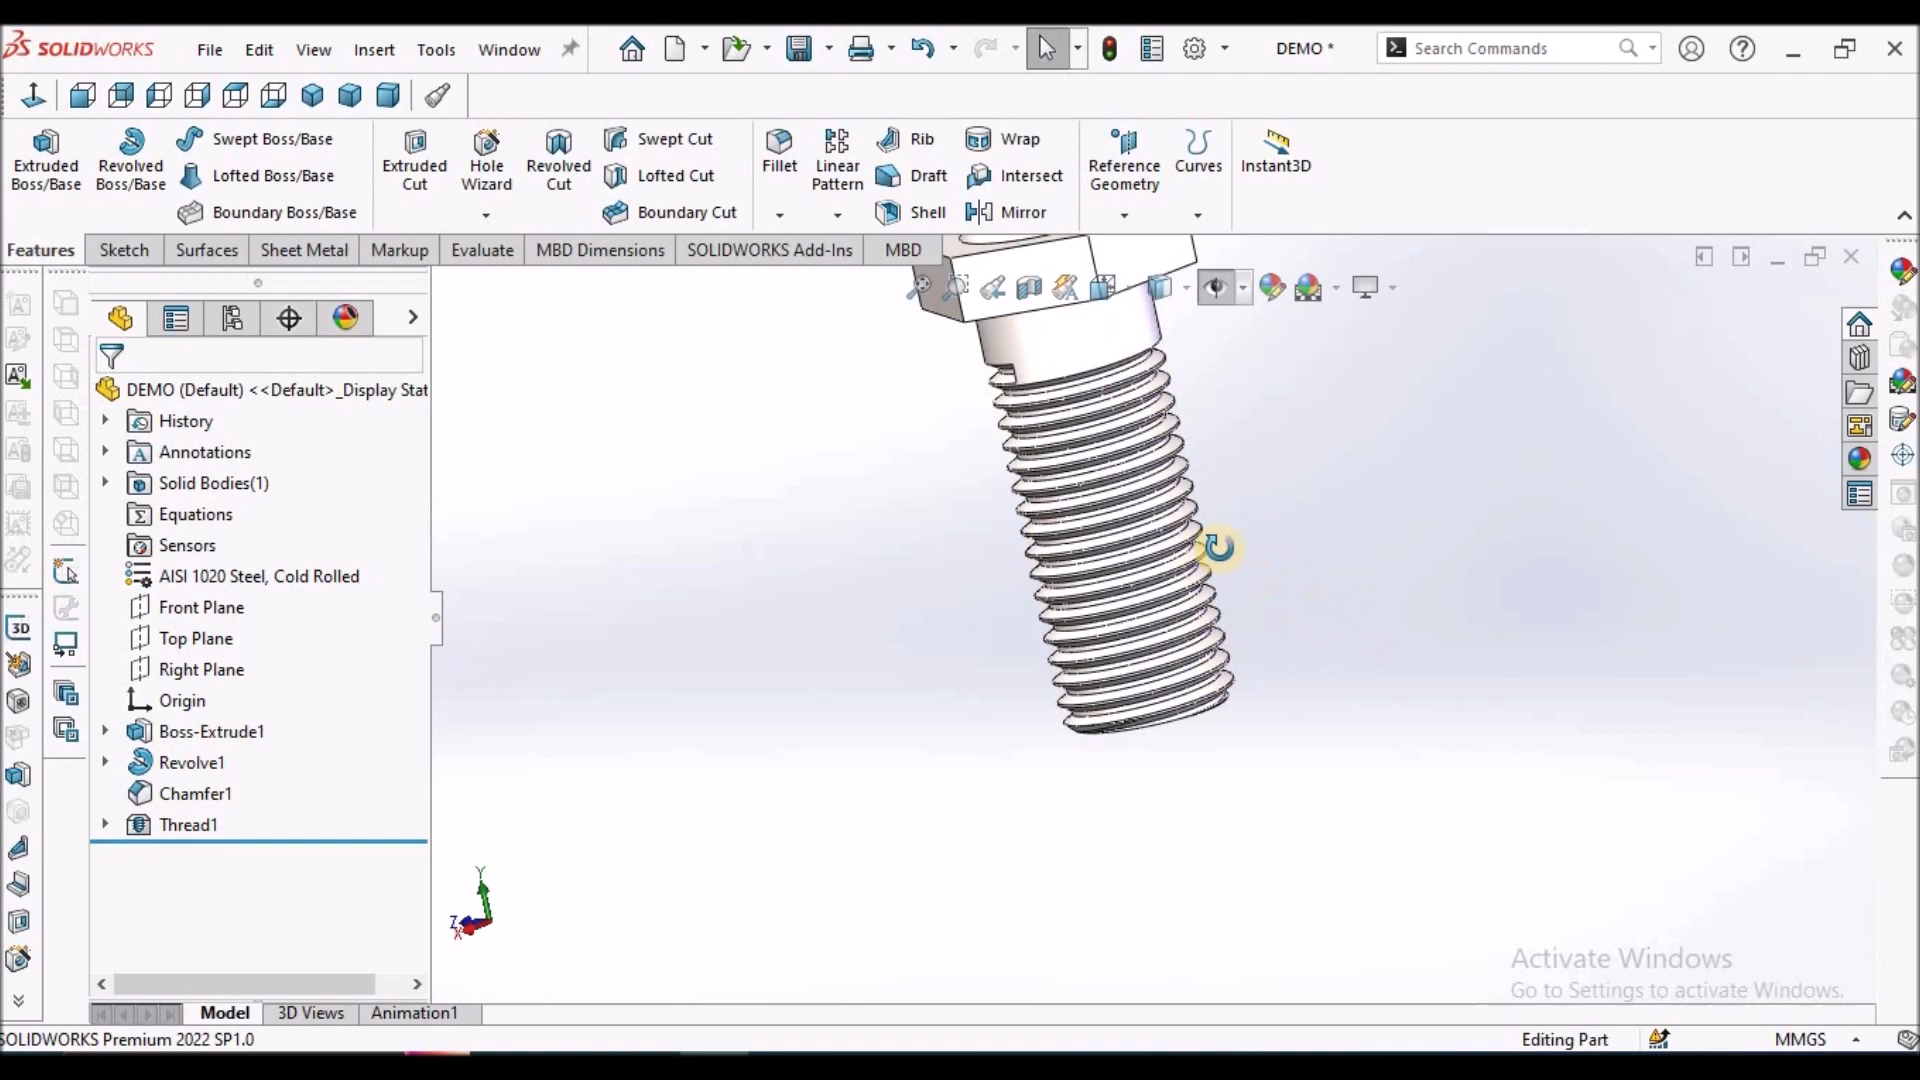 SOLIDWORKS File Edit View Insert Tools Window DEMO * Search Commands
Extruded Boss/Base
Revolved Boss/Base
Swept Boss/Base
Lofted Boss/Base
Boundary Boss/Base
Extruded Cut
Hole Wizard
Revolved Cut
Swept Cut
Lofted Cut
Boundary Cut
Fillet
Linear Pattern
Rib
Draft
Shell
Wrap
Intersect
Mirror
Reference Geometry
Curves
Instant3D
Features Sketch Surfaces Sheet Metal Markup Evaluate MBD Dimensions SOLIDWORKS Add-Ins MBD
DEMO (Default) <<Default>_Display Stat
History
Annotations
Solid Bodies(1)
Equations
Sensors
AISI 1020 Steel, Cold Rolled
Front Plane
Top Plane
Right Plane
Origin
Boss-Extrude1
Revolve1
Chamfer1
Thread1
3D
Y
Z
X
Activate Windows
Go to Settings to activate Windows.
Model 3D Views Animation1
SOLIDWORKS Premium 2022 SP1.0 Editing Part MMGS